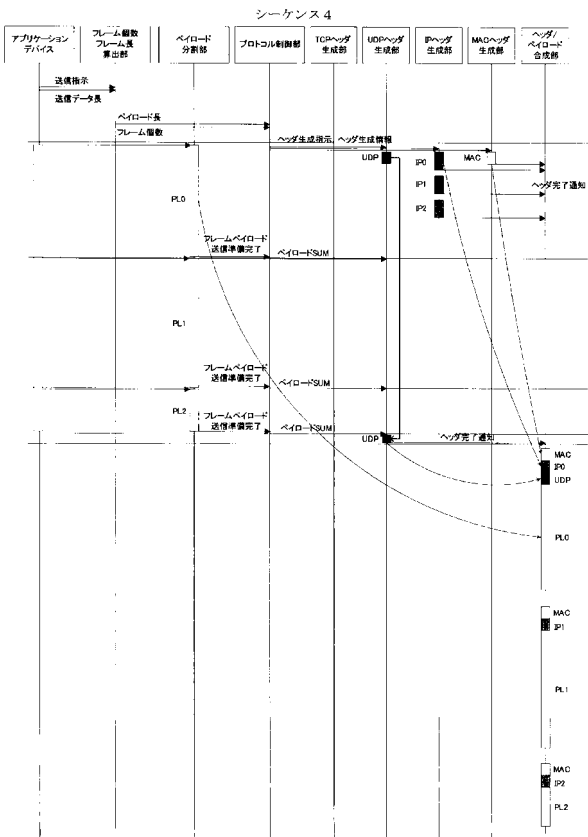 シーケンス４
アプリケーション
デバイス
フレーム個数
フレーム長
算出部
ペイロード
分割部
プロトコル制御部
TCPヘッダ
生成部
UDPヘッダ
生成部
IPヘッダ
生成部
MACヘッダ
生成部
ヘッダ/
ペイロード
合成部
送信指示
送信データ長
ペイロード長
フレーム個数
ヘッダ生成指示、ヘッダ生成情報
UDP
IP0
MAC
IP1
ヘッダ完了通知
PL0
IP2
フレームペイロード
送信準備完了
ペイロードSUM
PL1
フレームペイロード
送信準備完了
ペイロードSUM
PL2
フレームペイロード
送信準備完了
ペイロードSUM
UDP
ヘッダ完了通知
MAC
IP0
UDP
PL0
MAC
IP1
PL1
MAC
IP2
PL2